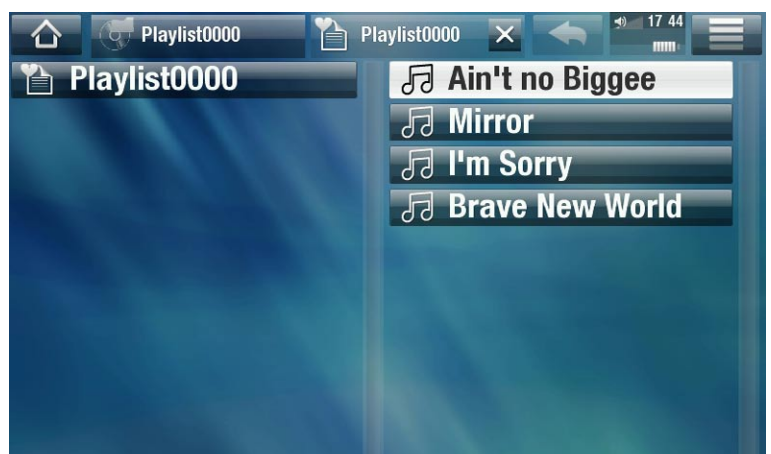 Playlist0000
Playlist0000
17 44
Playlist0000
Ain't no Biggee
Mirror
I'm Sorry
Brave New World